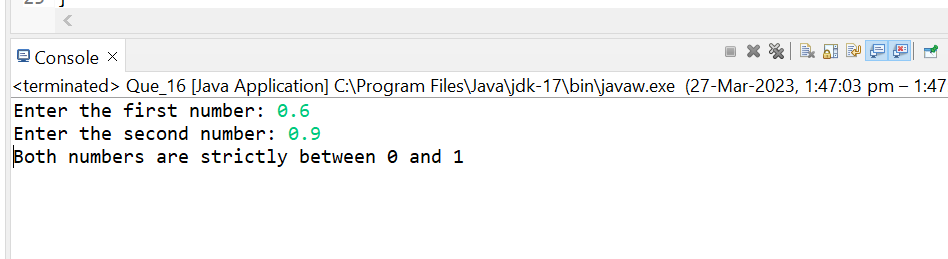 Console
<terminated> Que_16 [Java Application] C:\Program Files\Java\jdk-17\bin\javaw.exe (27-Mar-2023, 1:47:03 pm – 1:47
Enter the first number: 0.6
Enter the second number: 0.9
Both numbers are strictly between 0 and 1